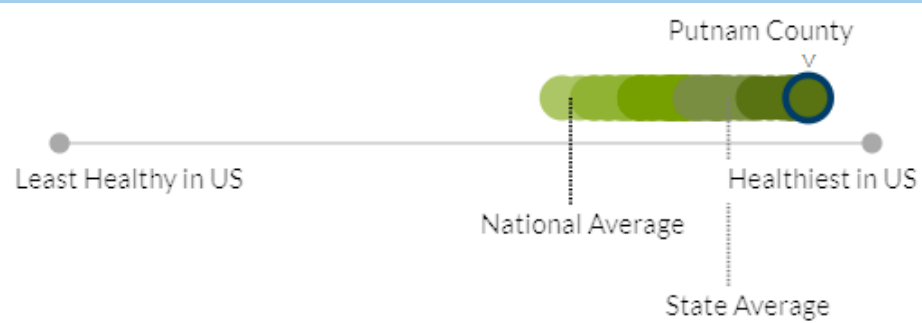 Putnam County
Least Healthy in US
Healthiest in US
National Average
State Average